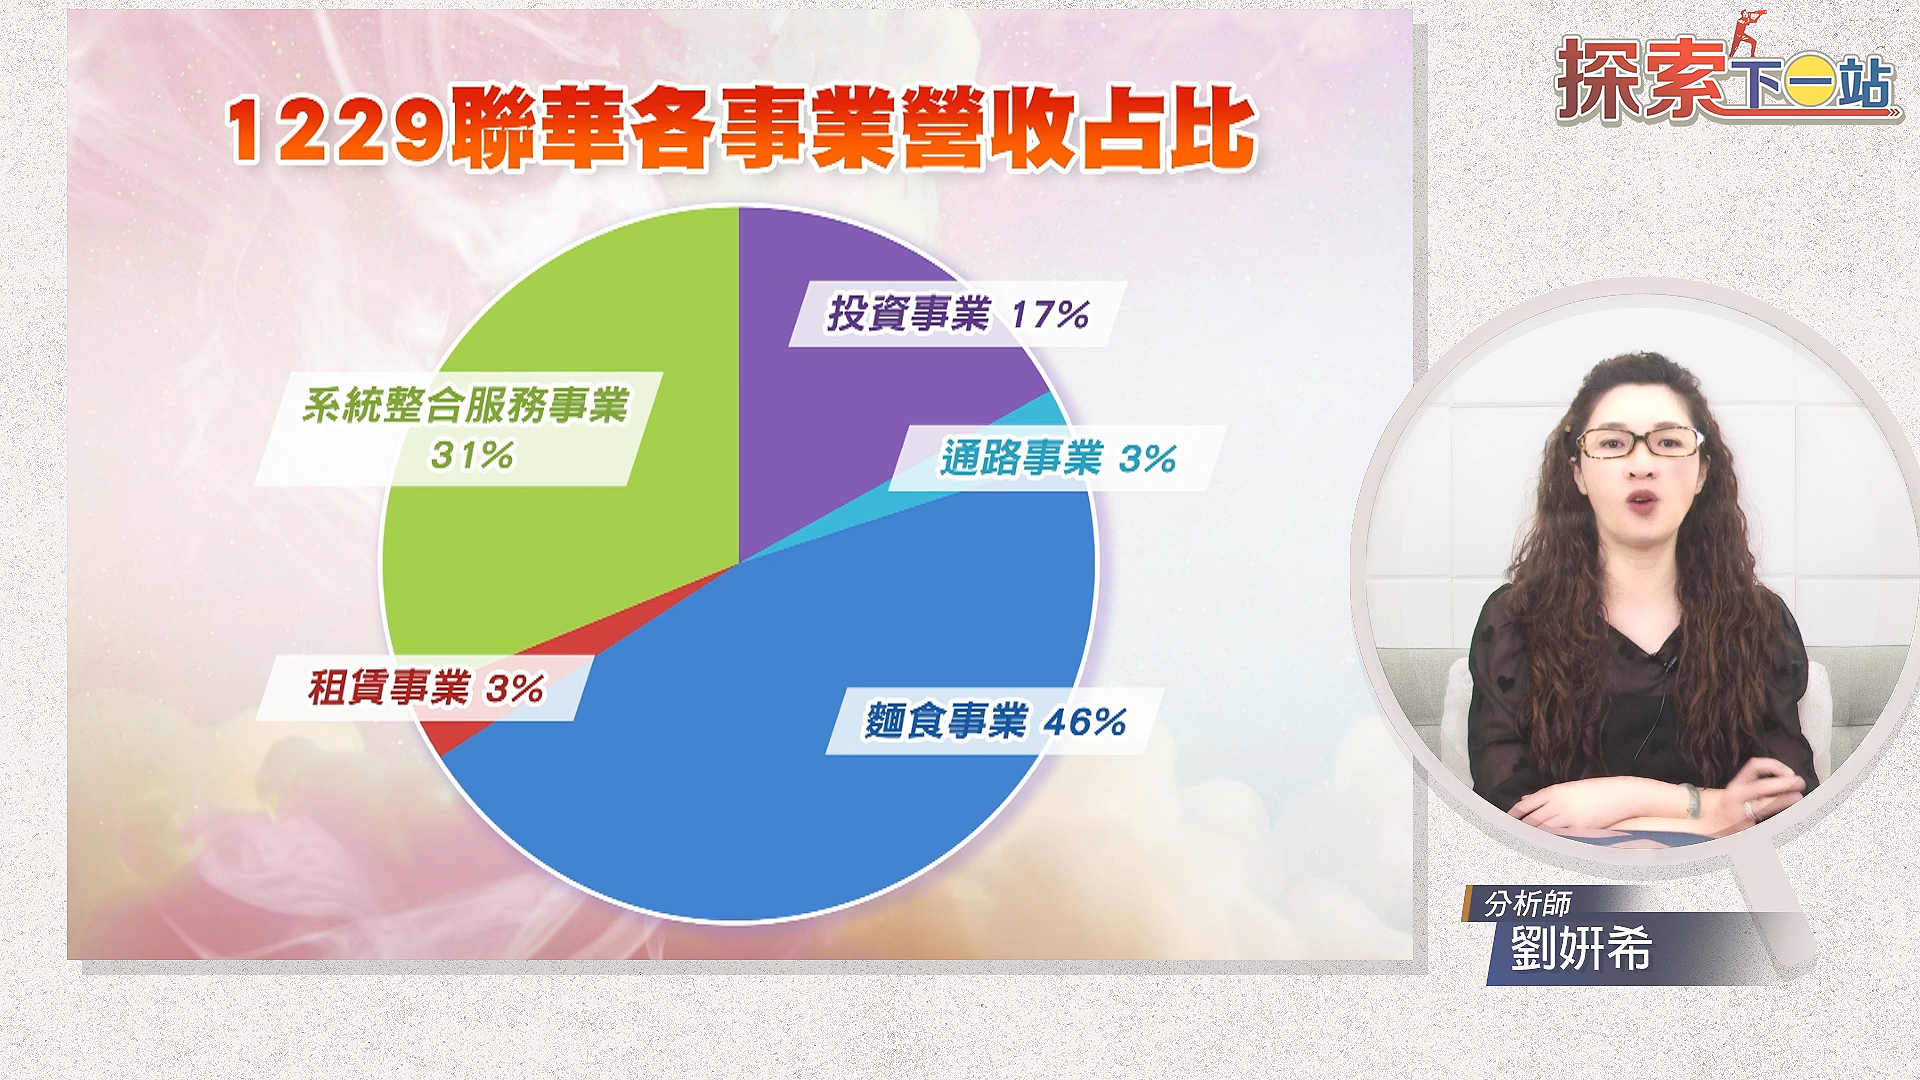 探索下一站
1229聯華各事業營收占比
投資事業 17%
系統整合服務事業
31%
通路事業 3%
租賃事業 3%
麵食事業 46%
分析師
劉妍希